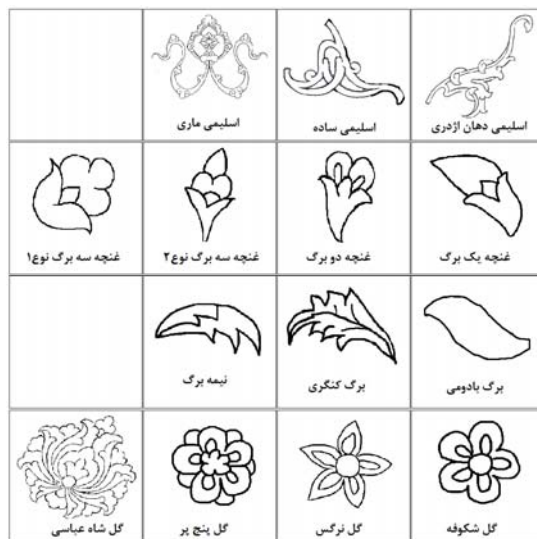 اسلیمی دهان اژدری
اسلیمی ساده
اسلیمی ماری
غنچه یک برگ
غنچه دو برگ
غنچه سه برگ نوع۲
غنچه سه برگ نوع۱
برگ بادومی
برگ کنگری
نیمه برگ
گل شکوفه
گل نرگس
گل پنج پر
گل شاه عباسی